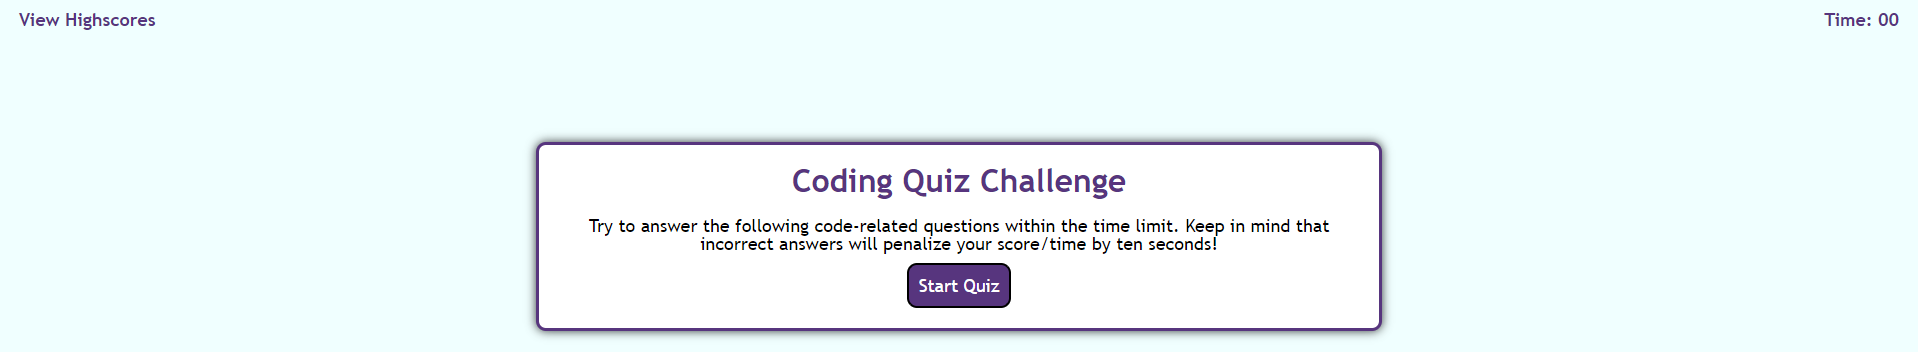 View Highscores
Time: 00
Coding Quiz Challenge
Try to answer the following code-related questions within the time limit. Keep in mind that
incorrect answers will penalize your score/time by ten seconds!
Start Quiz